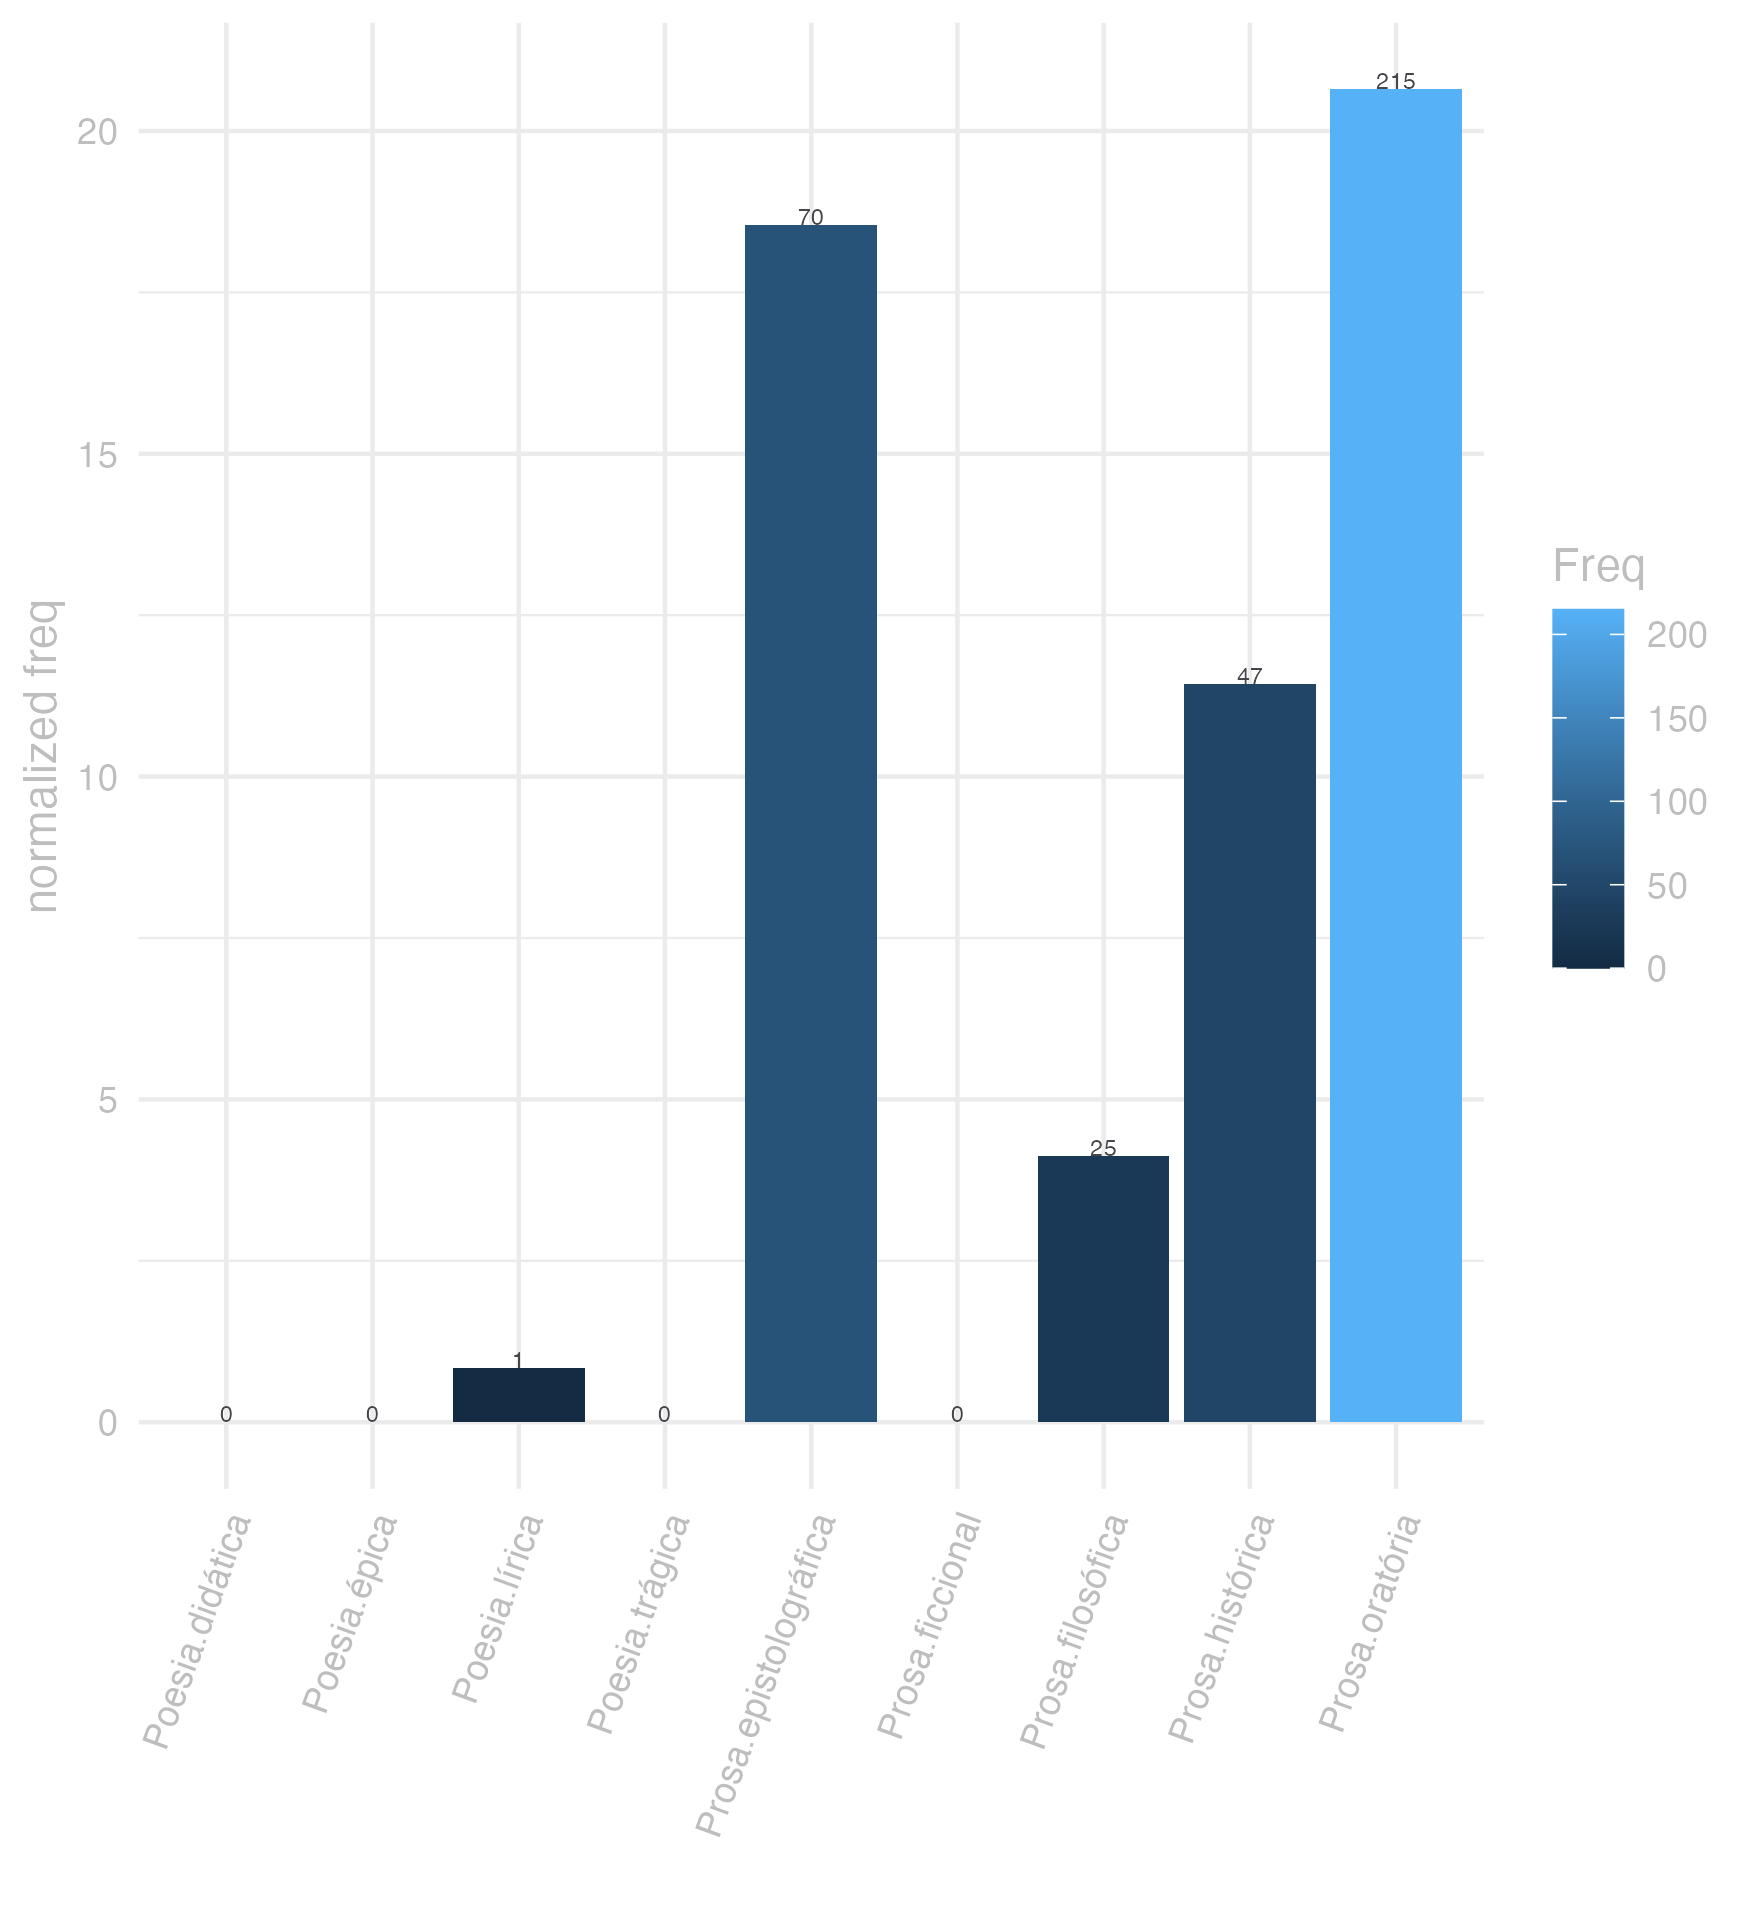 normalized freq
20
15
10
5
0
215
70
47
25
1
0
0
0
0
Poesia.didática
Poesia.épica
Poesia.lírica
Poesia.trágica
Prosa.epistolográfica
Prosa.ficcional
Prosa.filosófica
Prosa.histórica
Prosa.oratória
Freq
200
150
100
50
0